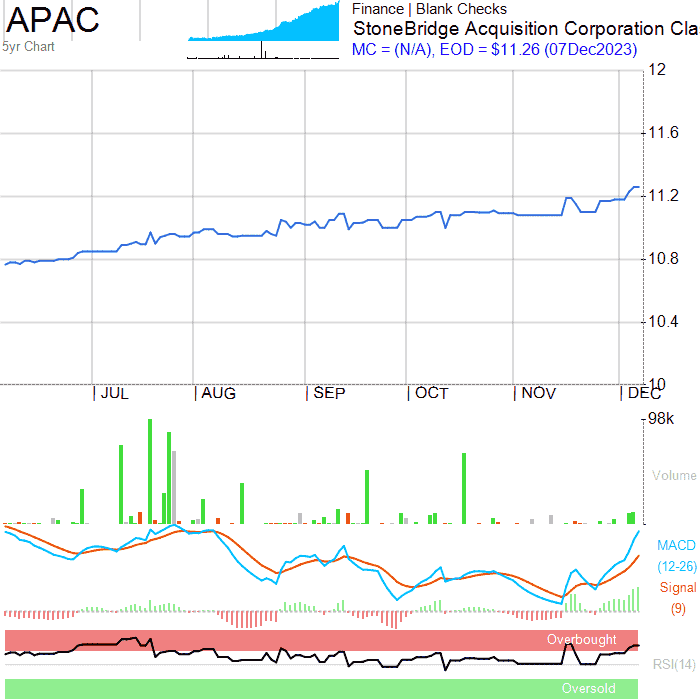 APAC
5yr Chart
Finance | Blank Checks
StoneBridge Acquisition Corporation Cla
MC = (N/A), EOD = $11.26 (07Dec2023)
12
11.6
11.2
10.8
10.4
10
JUL
AUG
SEP
OCT
NOV
DEC
98k
Volume
MACD
(12-26)
Signal
(9)
Overbought
RSI(14)
Oversold